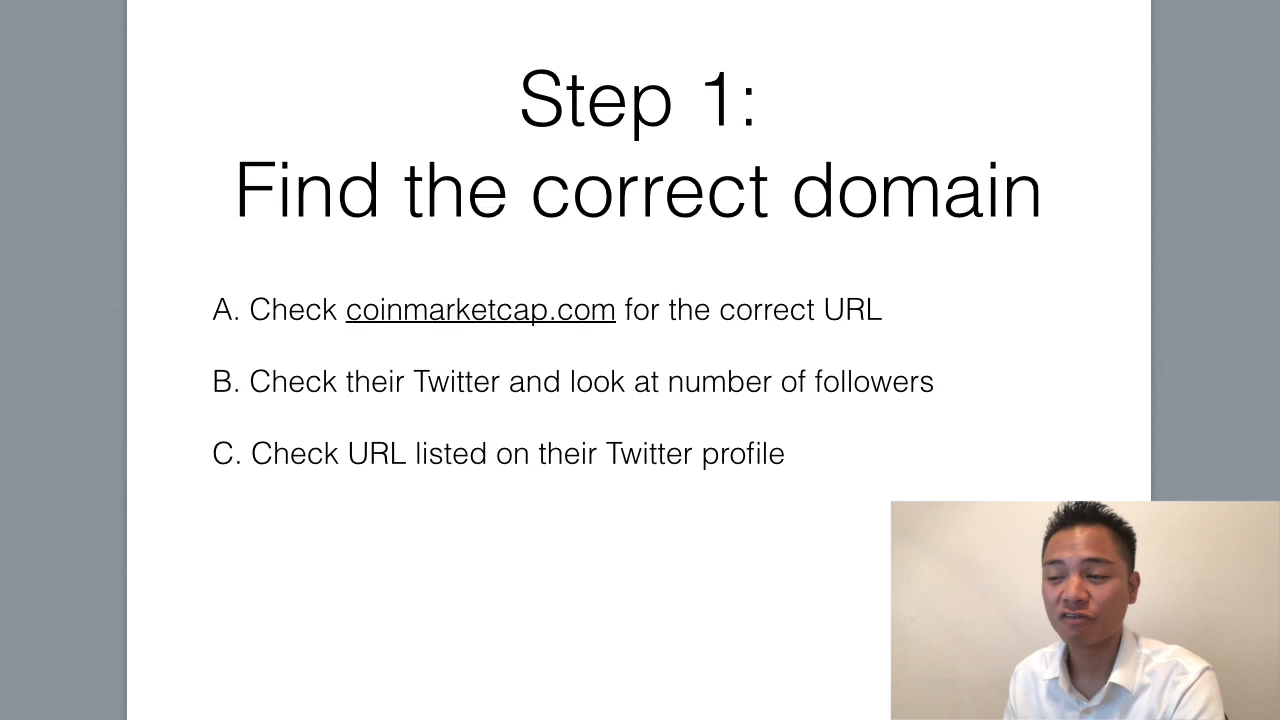 Step 1:
Find the correct domain
A. Check coinmarketcap.com for the correct URL
B. Check their Twitter and look at number of followers
C. Check URL listed on their Twitter profile